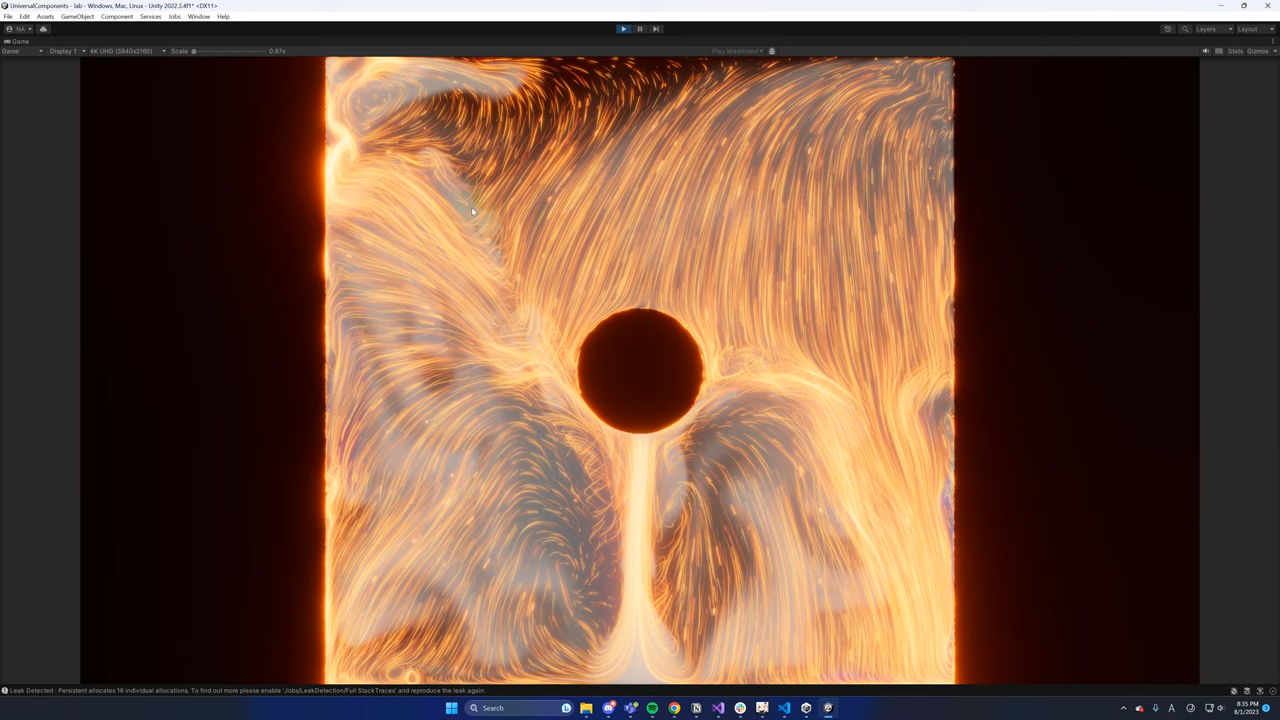 UniversalComponents - lab - Windows, Mac, Linux - Unity 2022.3.4f1* <DX11>
File Edit Assets GameObject Component Services Jobs Window Help
NA Layers Layout
Game
Game Display 1 4K UHD (3840x2160) Scale 0.87x Play Maximized Stats Gizmos
Leak Detected : Persistent allocates 16 individual allocations. To find out more please enable 'Jobs/LeakDetection/Full StackTraces' and reproduce the leak again.
Search 8:35 PM
8/1/2023